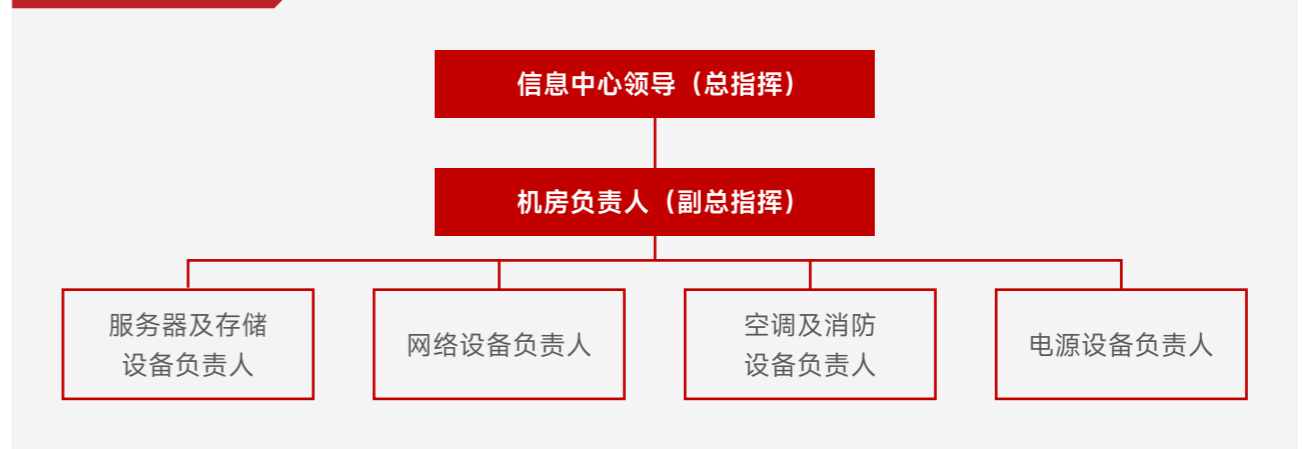 信息中心领导（总指挥）
机房负责人（副总指挥）
服务器及存储
设备负责人
网络设备负责人
空调及消防
设备负责人
电源设备负责人